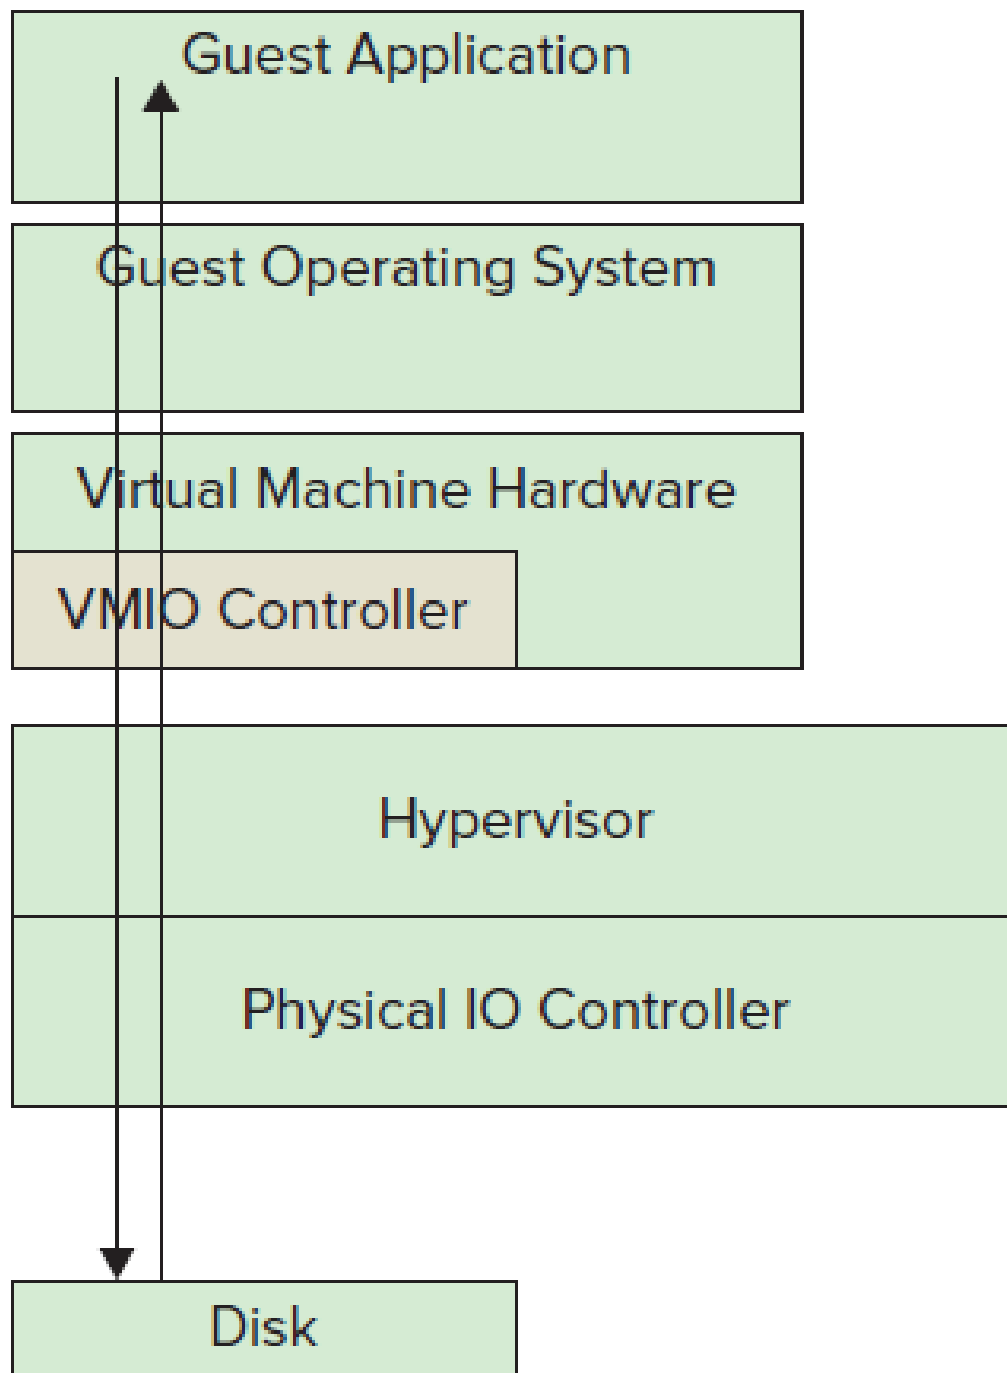 Guest Application
Guest Operating System
Virtual Machine Hardware
VMIO Controller
Hypervisor
Physical IO Controller
Disk